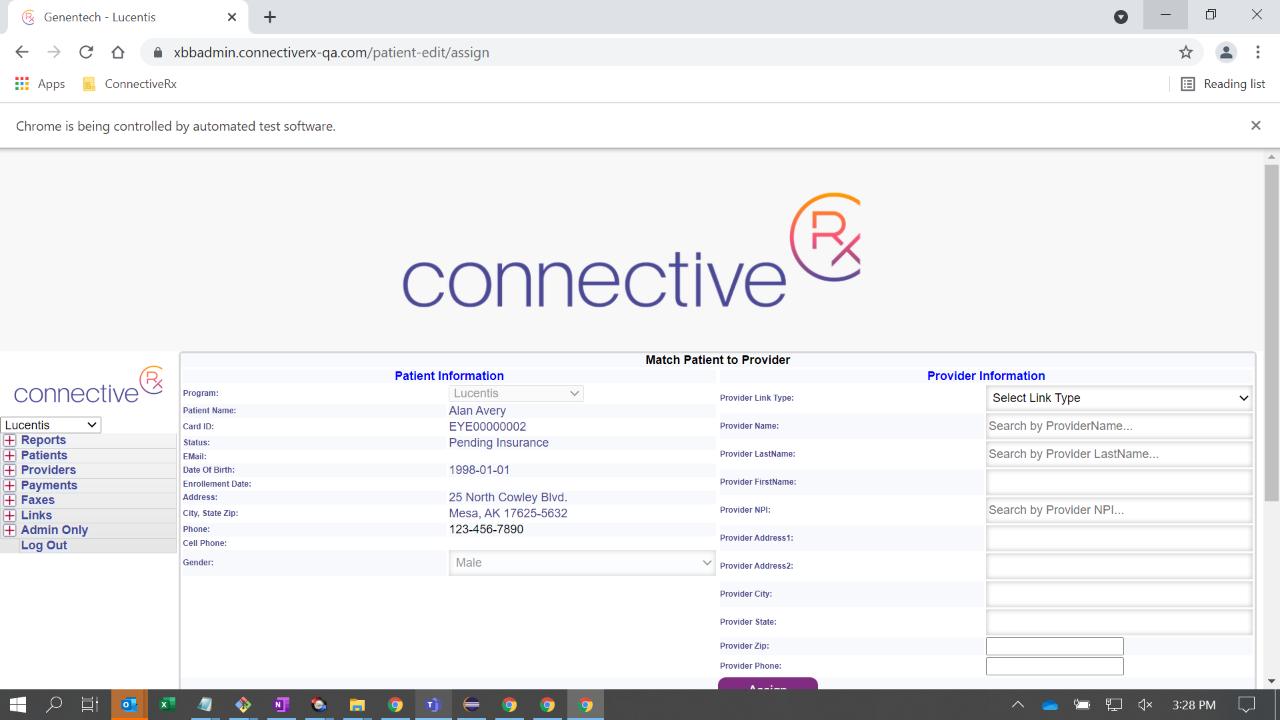 Genentech - Lucentis
xbbadmin.connectiverx-qa.com/patient-edit/assign
Apps
ConnectiveRx
Reading list
Chrome is being controlled by automated test software.
connective Rx
connective Rx
Lucentis
Reports
Patients
Providers
Payments
Faxes
Links
Admin Only
Log Out
Match Patient to Provider
Patient Information
Program: Lucentis
Patient Name: Alan Avery
Card ID: EYE00000002
Status: Pending Insurance
EMail:
Date Of Birth: 1998-01-01
Enrollement Date:
Address: 25 North Cowley Blvd.
City, State Zip: Mesa, AK 17625-5632
Phone: 123-456-7890
Cell Phone:
Gender: Male
Provider Information
Provider Link Type: Select Link Type
Provider Name: Search by ProviderName...
Provider LastName: Search by Provider LastName...
Provider FirstName:
Provider NPI: Search by Provider NPI...
Provider Address1:
Provider Address2:
Provider City:
Provider State:
Provider Zip:
Provider Phone:
Assign
3:28 PM